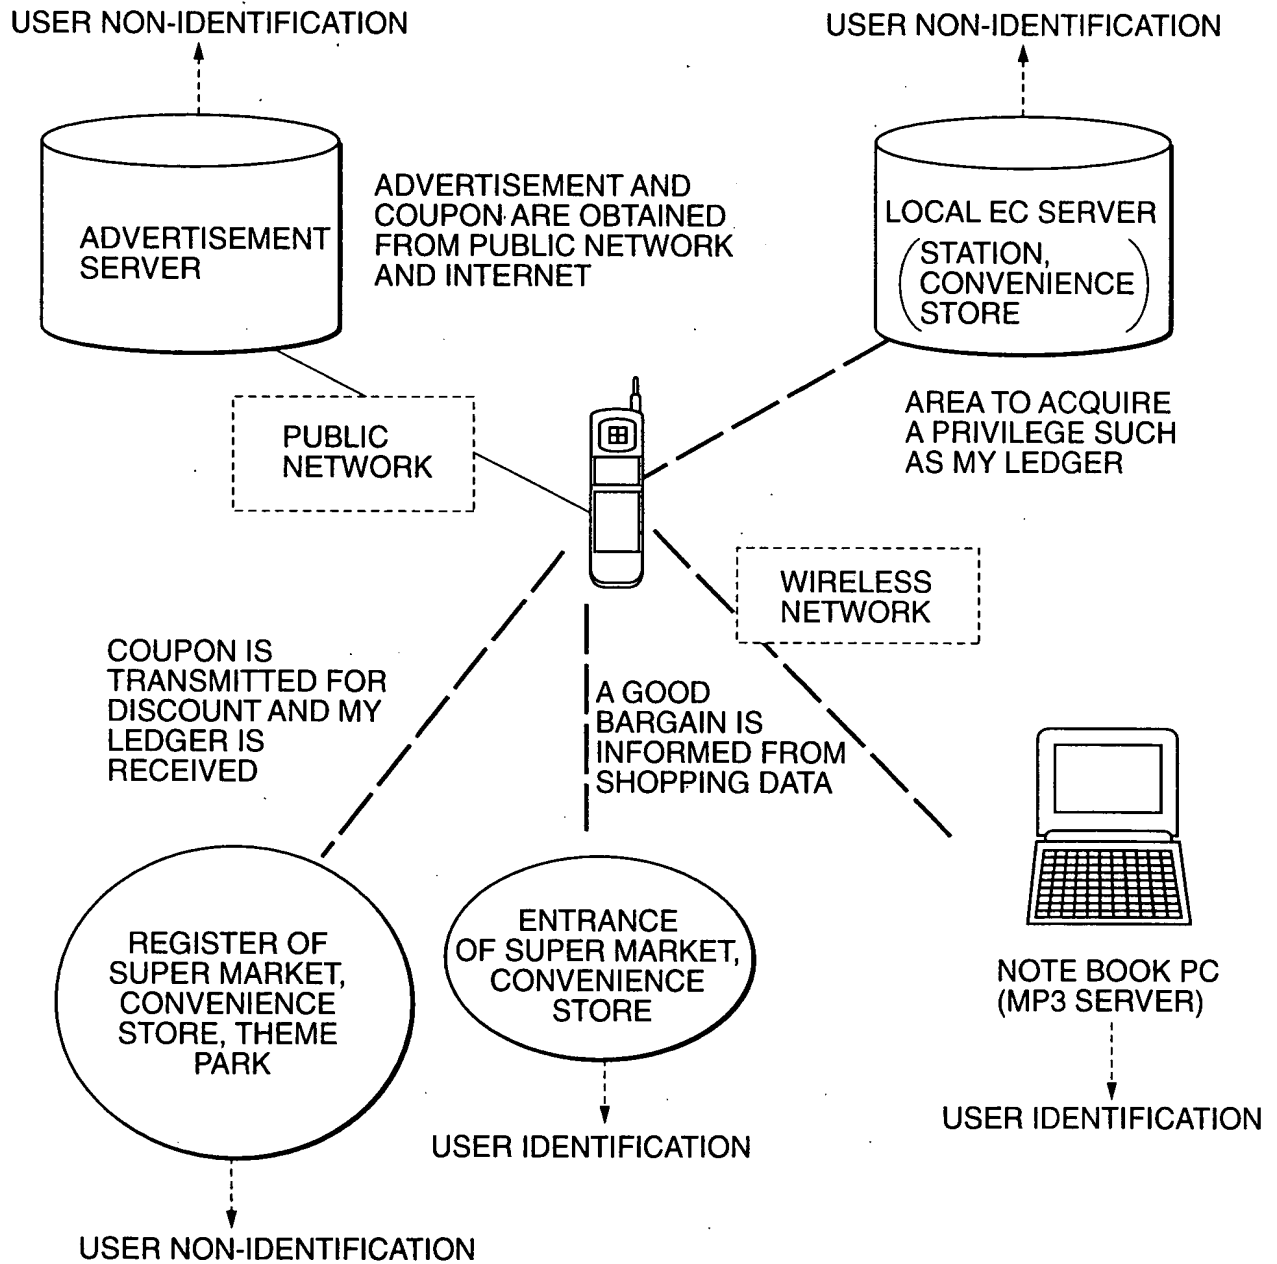 USER NON-IDENTIFICATION
USER NON-IDENTIFICATION
ADVERTISEMENT
SERVER
ADVERTISEMENT AND
COUPON ARE OBTAINED
FROM PUBLIC NETWORK
AND INTERNET
LOCAL EC SERVER
(STATION,
CONVENIENCE
STORE)
PUBLIC
NETWORK
AREA TO ACQUIRE
A PRIVILEGE SUCH
AS MY LEDGER
WIRELESS
NETWORK
COUPON IS
TRANSMITTED FOR
DISCOUNT AND MY
LEDGER IS
RECEIVED
A GOOD
BARGAIN IS
INFORMED FROM
SHOPPING DATA
REGISTER OF
SUPER MARKET,
CONVENIENCE
STORE, THEME
PARK
ENTRANCE
OF SUPER MARKET,
CONVENIENCE
STORE
NOTE BOOK PC
(MP3 SERVER)
USER IDENTIFICATION
USER IDENTIFICATION
USER NON-IDENTIFICATION